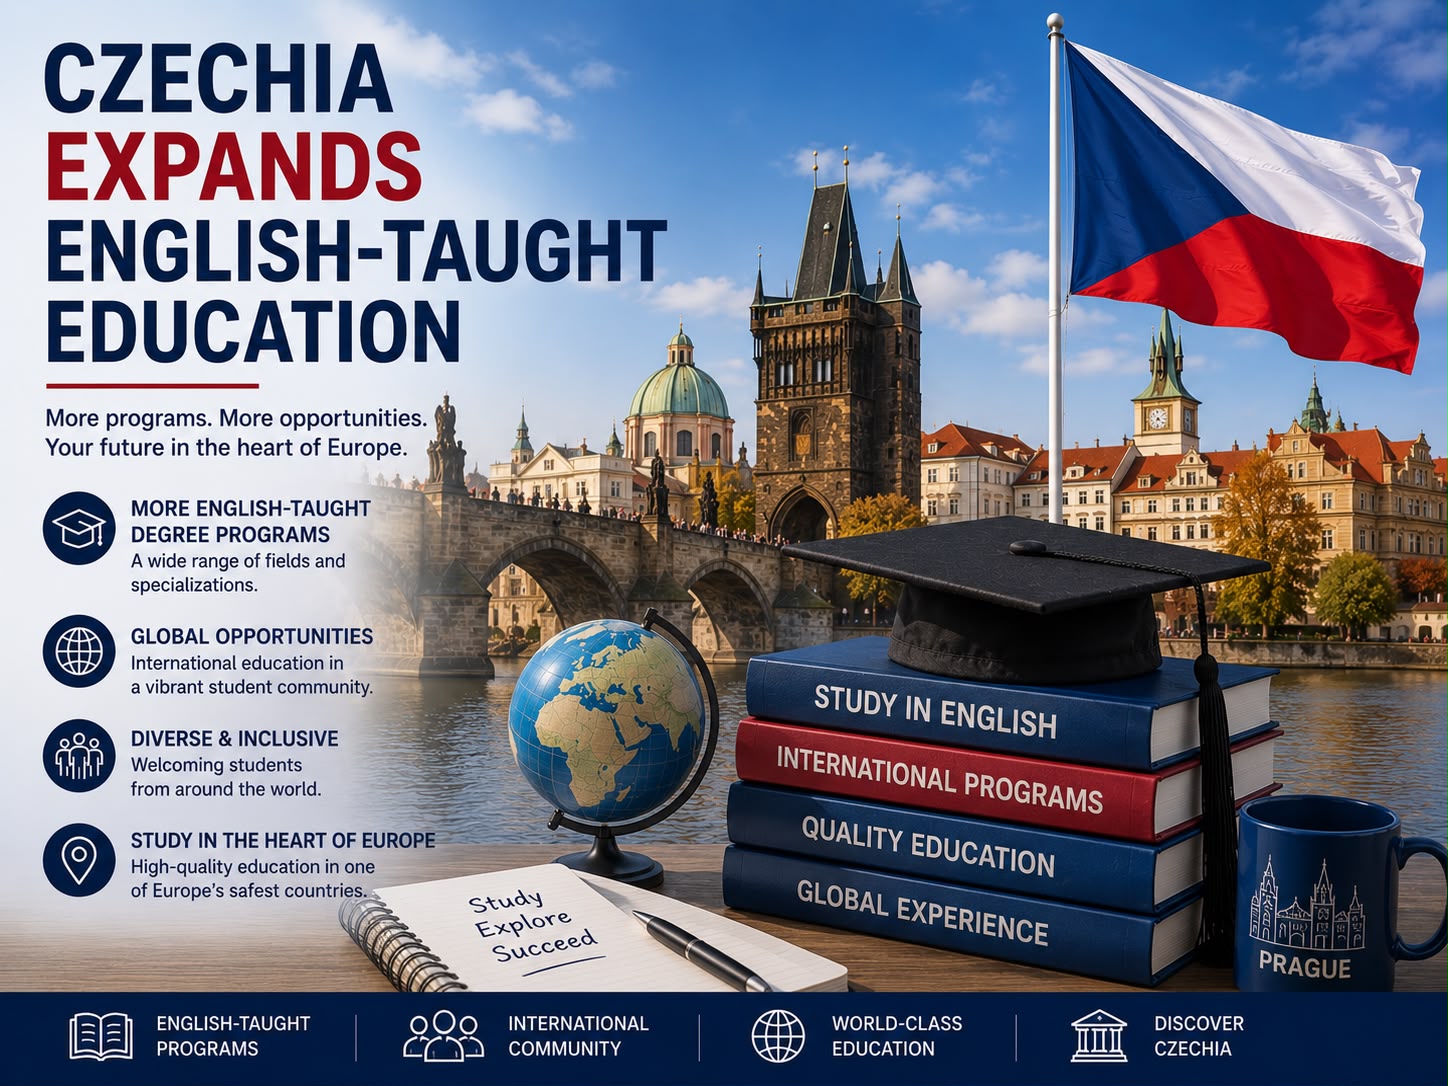 CZECHIA
EXPANDS
ENGLISH-TAUGHT
EDUCATION
More programs. More opportunities.
Your future in the heart of Europe.
MORE ENGLISH-TAUGHT
DEGREE PROGRAMS
A wide range of fields and
specializations.
GLOBAL OPPORTUNITIES
International education in
a vibrant student community.
DIVERSE & INCLUSIVE
Welcoming students
from around the world.
STUDY IN THE HEART OF EUROPE
High-quality education in one
of Europe's safest countries.
STUDY IN ENGLISH
INTERNATIONAL PROGRAMS
QUALITY EDUCATION
GLOBAL EXPERIENCE
Study
Explore
Succeed
PRAGUE
ENGLISH-TAUGHT
PROGRAMS
INTERNATIONAL
COMMUNITY
WORLD-CLASS
EDUCATION
DISCOVER
CZECHIA